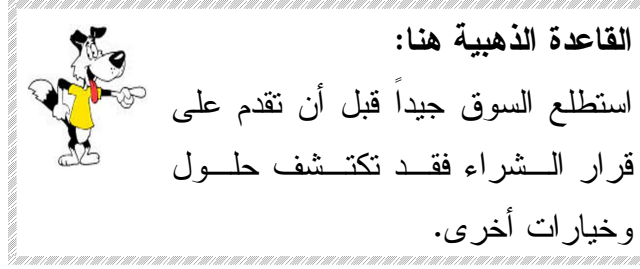 القاعدة الذهبية هنا:
استطلع السوق جيداً قبل أن تقدم على
قرار الشراء فقد تكتشف حلول
وخيارات أخرى.